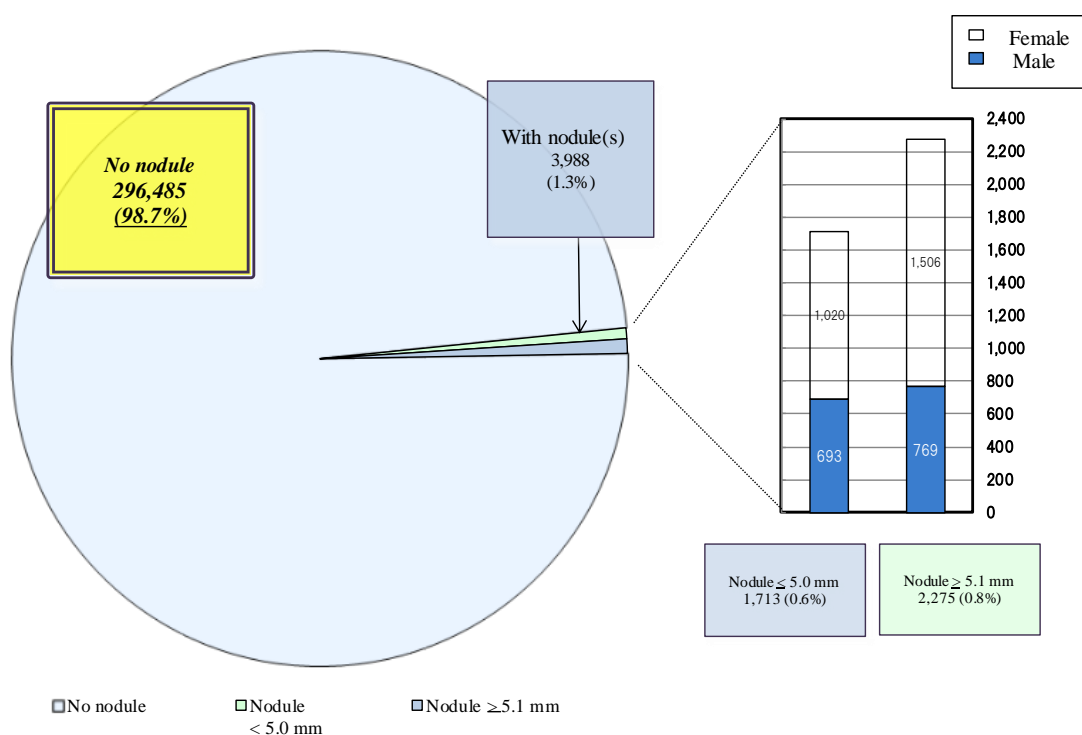 Female
Male
No nodule
296,485
(98.7%)
With nodule(s)
3,988
(1.3%)
2,400
2,200
2,000
1,800
1,600
1,400
1,200
1,000
800
600
400
200
0
1,020
1,506
693
769
Nodule ≤ 5.0 mm
1,713 (0.6%)
Nodule ≥ 5.1 mm
2,275 (0.8%)
No nodule
Nodule
< 5.0 mm
Nodule ≥5.1 mm